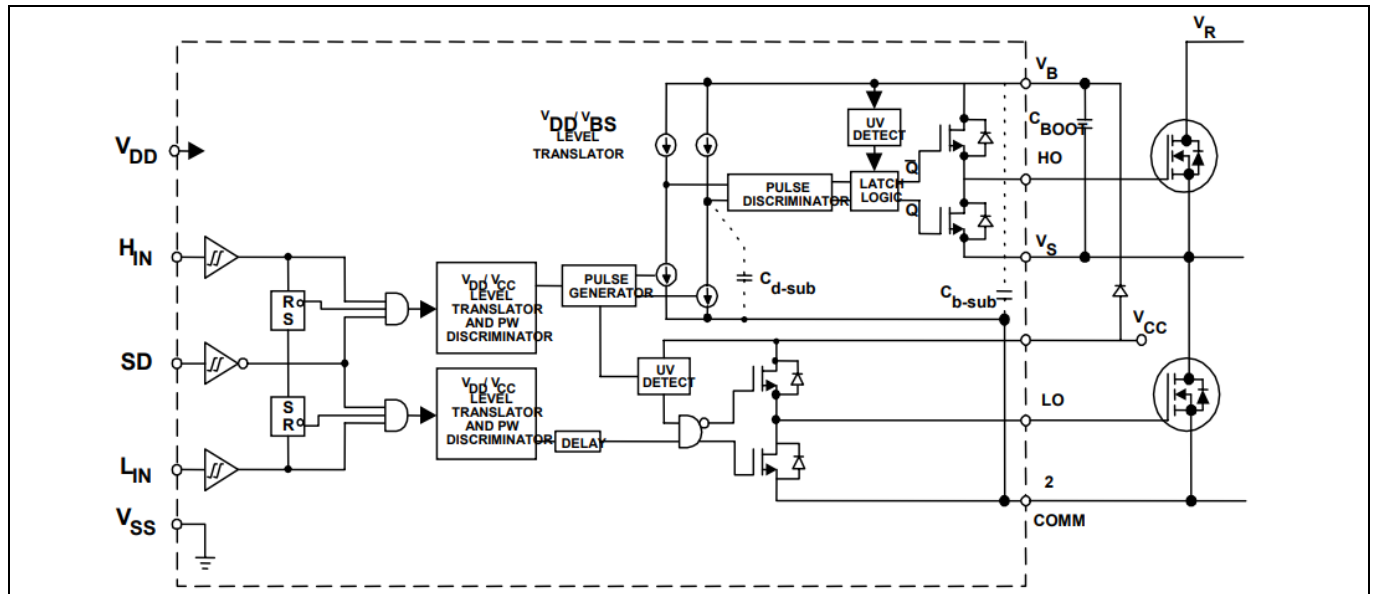 V_R
V_B
V_DD/V_BS
LEVEL
TRANSLATOR
UV
DETECT
C_BOOT
V_DD
HO
PULSE
DISCRIMINATOR
LATCH
LOGIC
Q̅
Q
V_S
H_IN
R
S
V_DD/V_CC
LEVEL
TRANSLATOR
AND PW
DISCRIMINATOR
PULSE
GENERATOR
C_d-sub
C_b-sub
V_CC
SD
UV
DETECT
S
R
V_DD/V_CC
LEVEL
TRANSLATOR
AND PW
DISCRIMINATOR
DELAY
LO
L_IN
2
COMM
V_SS